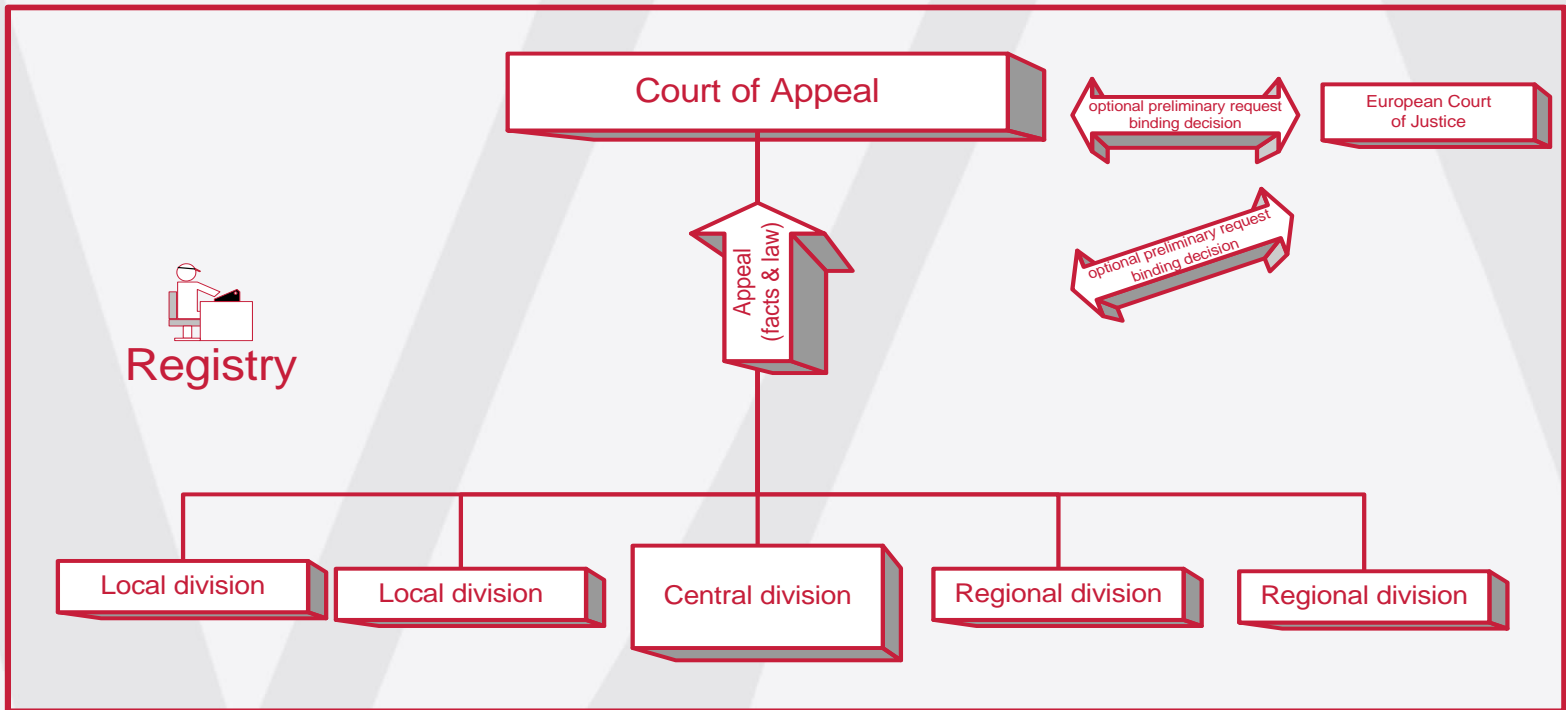 Court of Appeal
optional preliminary request
binding decision
European Court
of Justice
optional preliminary request
binding decision
Appeal
(facts & law)
Registry
Local division
Local division
Central division
Regional division
Regional division